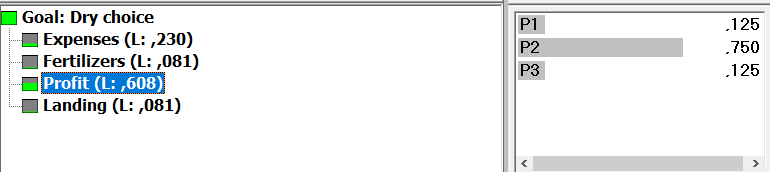 Goal: Dry choice
Expenses (L: ,230)
Fertilizers (L: ,081)
Profit (L: ,608)
Landing (L: ,081)
P1 ,125
P2 ,750
P3 ,125